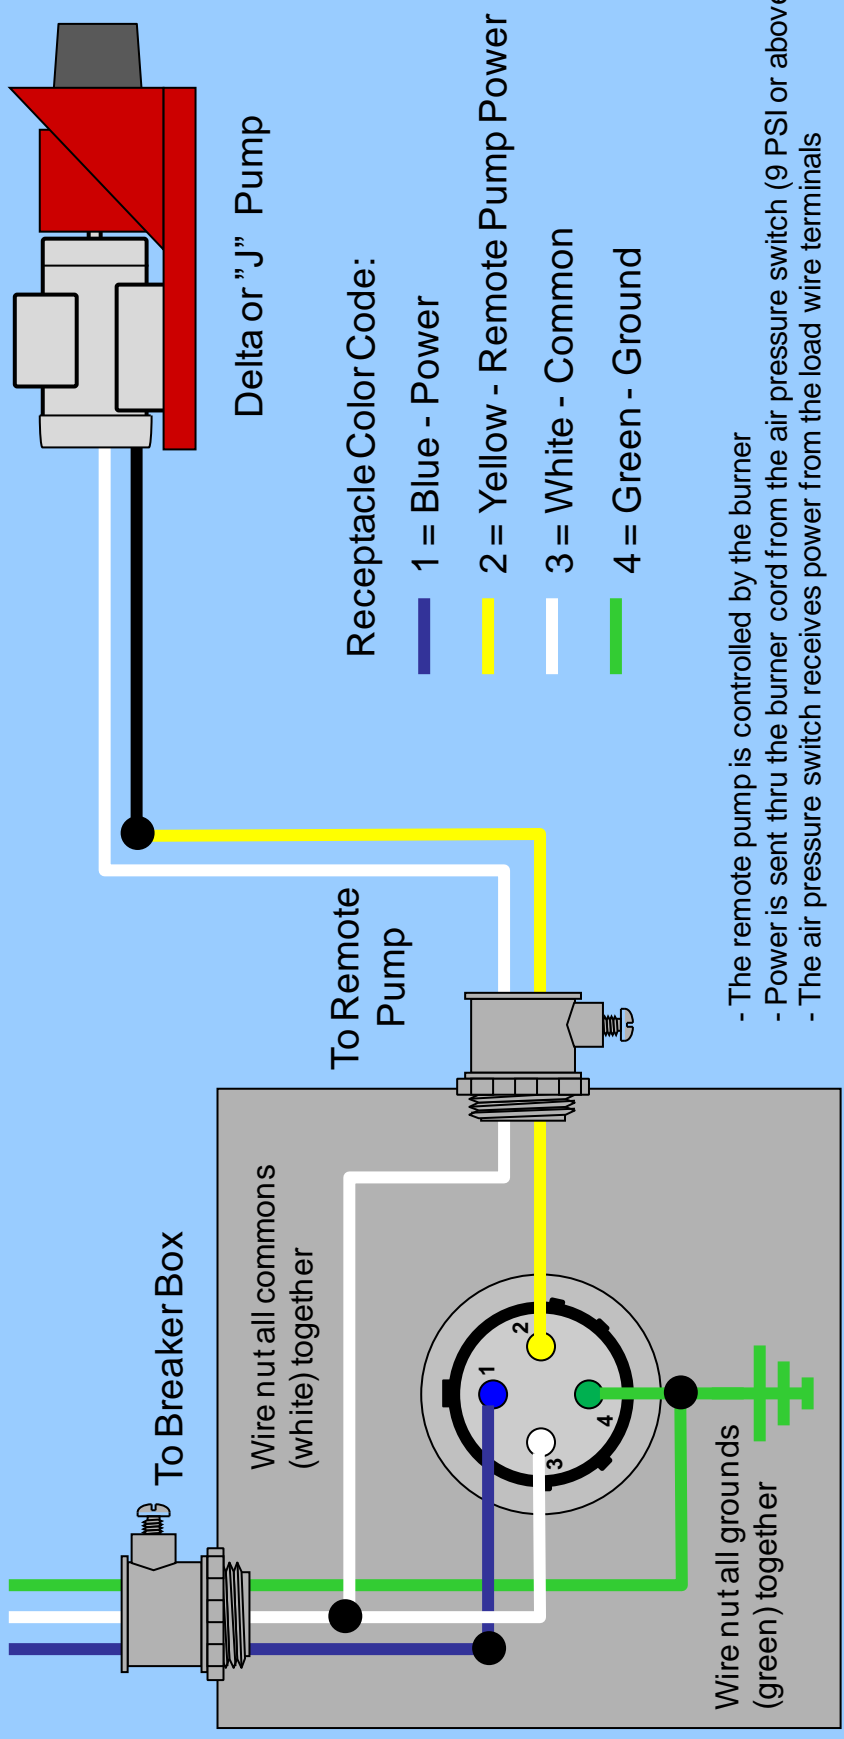 To Breaker Box
Wire nut all commons
(white) together
1
2
3
4
Wire nut all grounds
(green) together
To Remote
Pump
Delta or ”J” Pump
Receptacle Color Code:
1 = Blue - Power
2 = Yellow - Remote Pump Power
3 = White - Common
4 = Green - Ground
- The remote pump is controlled by the burner
- Power is sent thru the burner cord from the air pressure switch (9 PSI or above
- The air pressure switch receives power from the load wire terminals